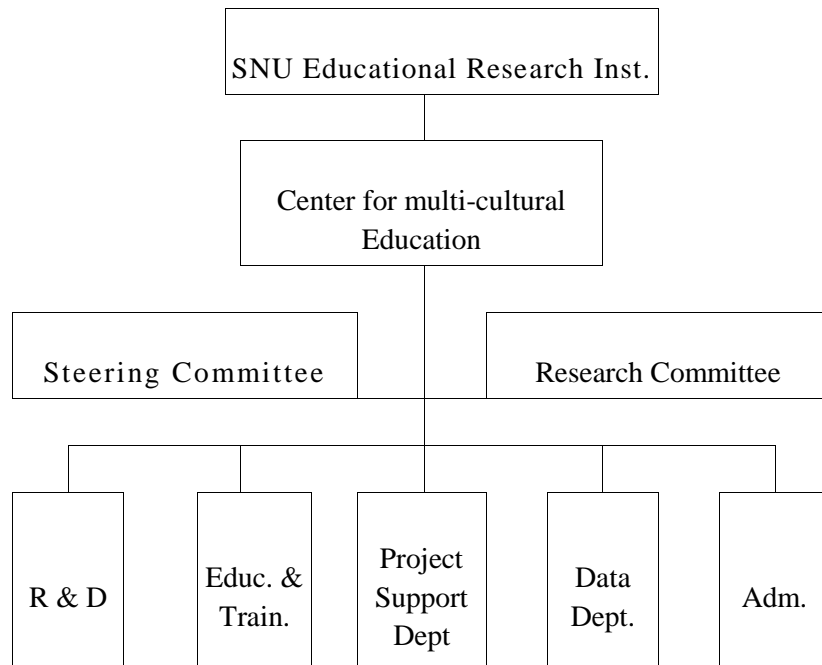 SNU Educational Research Inst.
Center for multi-cultural
Education
Steering Committee
Research Committee
R & D
Educ. &
Train.
Project
Support
Dept
Data
Dept.
Adm.